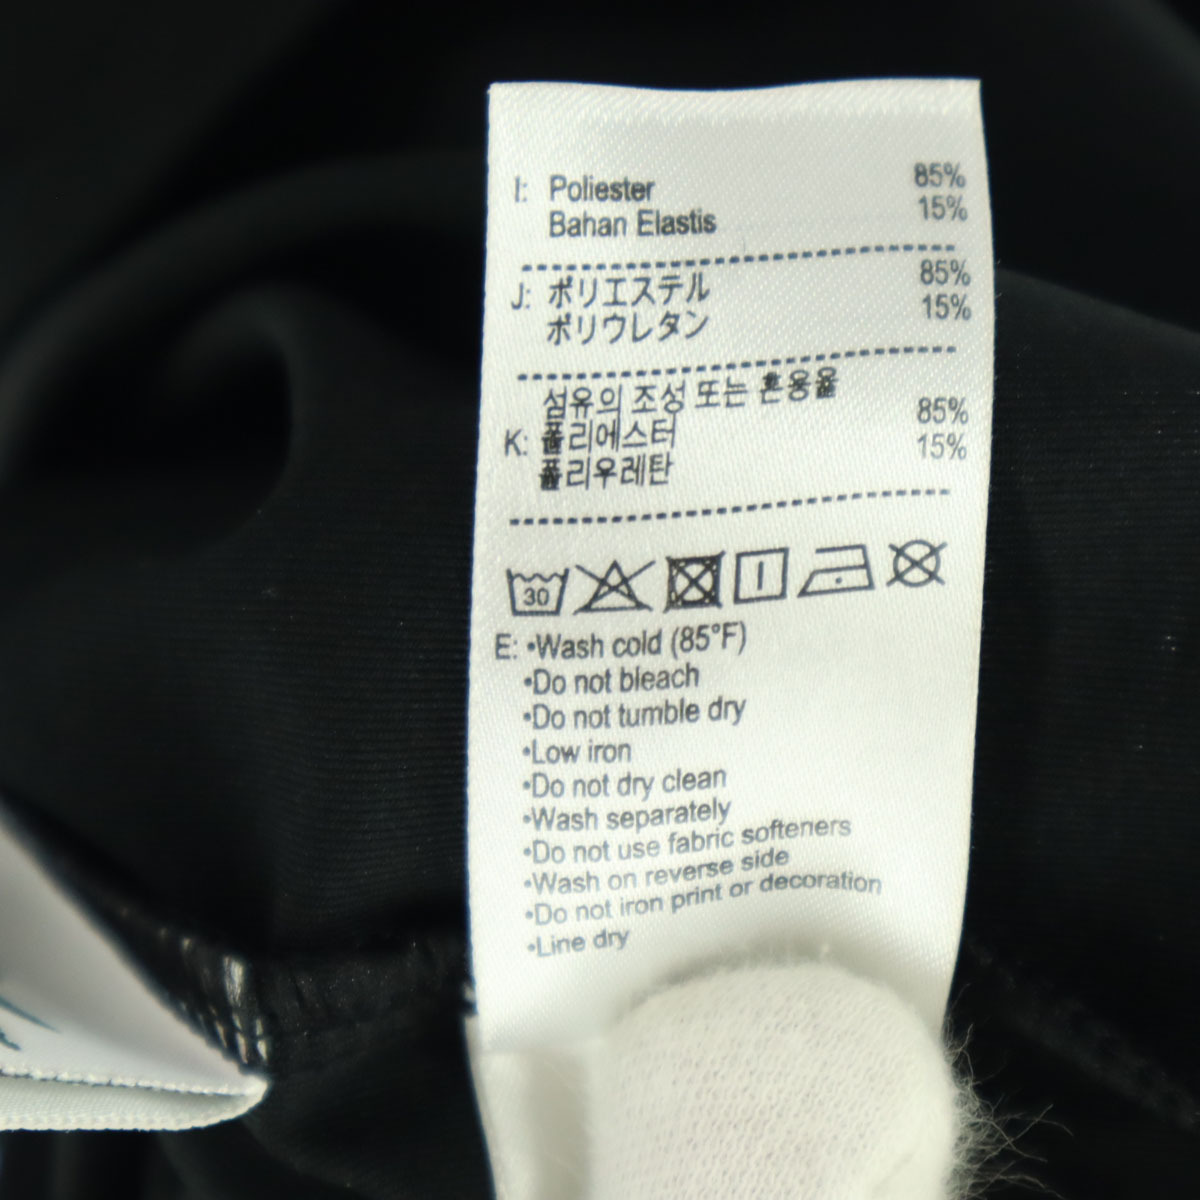 I: Poliester 85%
Bahan Elastis 15%
J: ポリエステル 85%
ポリウレタン 15%
섬유의 조성 또는 혼용율
K: 폴리에스터 85%
폴리우레탄 15%
30
E: •Wash cold (85°F)
•Do not bleach
•Do not tumble dry
•Low iron
•Do not dry clean
•Wash separately
•Do not use fabric softeners
•Wash on reverse side
•Do not iron print or decoration
•Line dry